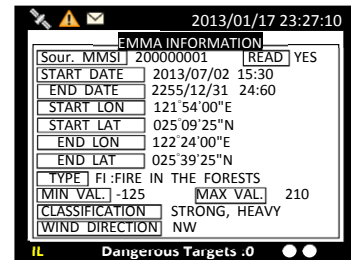 2013/01/17 23:27:10
EMMA INFORMATION
Sour. MMSI 200000001 READ YES
START DATE 2013/07/02 15:30
END DATE 2255/12/31 24:60
START LON 121°54'00"E
START LAT 025°09'25"N
END LON 122°24'00"E
END LAT 025°39'25"N
TYPE FI :FIRE IN THE FORESTS
MIN VAL. -125 MAX VAL. 210
CLASSIFICATION STRONG, HEAVY
WIND DIRECTION NW
IL Dangerous Targets :0